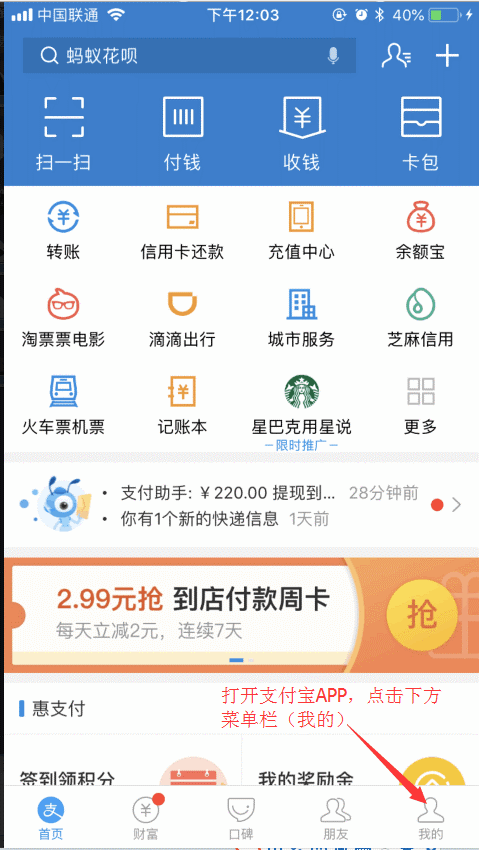 中国联通 下午12:03 40%
蚂蚁花呗
扫一扫 付钱 收钱 卡包
转账 信用卡还款 充值中心 余额宝
淘票票电影 滴滴出行 城市服务 芝麻信用
火车票机票 记账本 星巴克用星说 更多
限时推广
· 支付助手: ¥220.00 提现到... 28分钟前
· 你有1个新的快递信息 1天前
2.99元抢 到店付款周卡
每天立减2元，连续7天
抢
惠支付
打开支付宝APP，点击下方
菜单栏（我的）
签到领积分 我的奖励金
首页 财富 口碑 朋友 我的